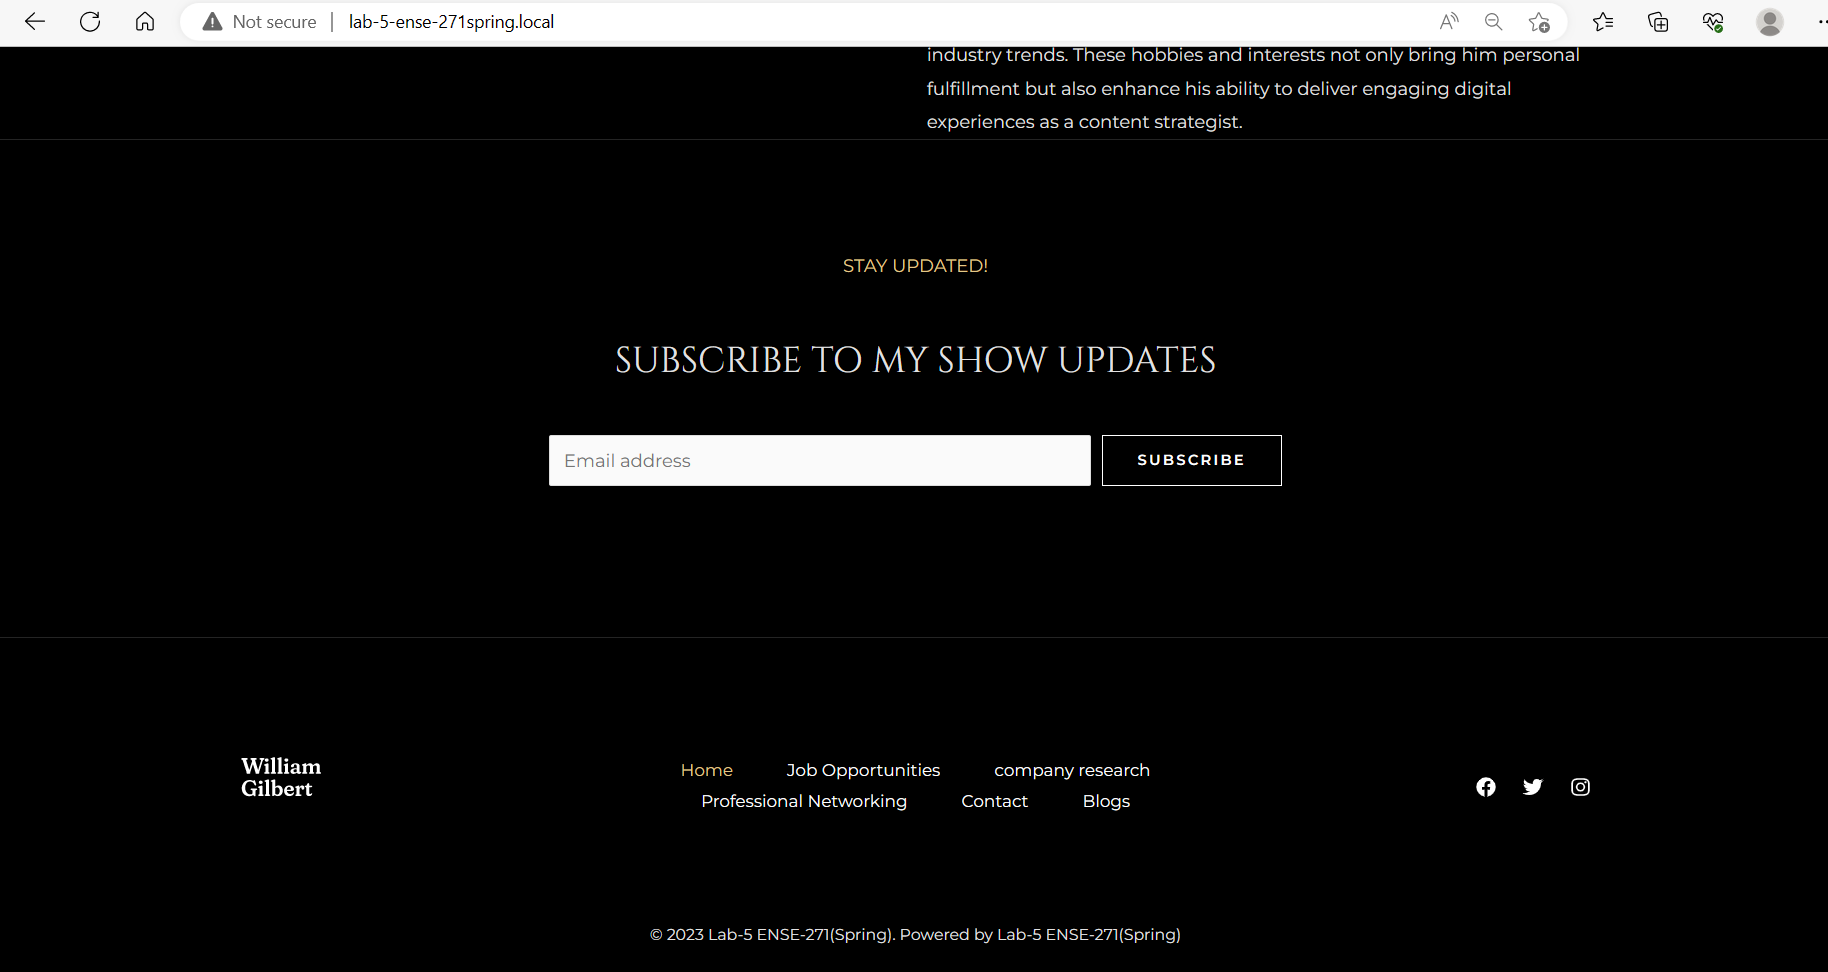 Not secure | lab-5-ense-271spring.local
industry trends. These hobbies and interests not only bring him personal
fulfillment but also enhance his ability to deliver engaging digital
experiences as a content strategist.
STAY UPDATED!
SUBSCRIBE TO MY SHOW UPDATES
Email address SUBSCRIBE
William
Gilbert
Home Job Opportunities company research
Professional Networking Contact Blogs
© 2023 Lab-5 ENSE-271(Spring). Powered by Lab-5 ENSE-271(Spring)